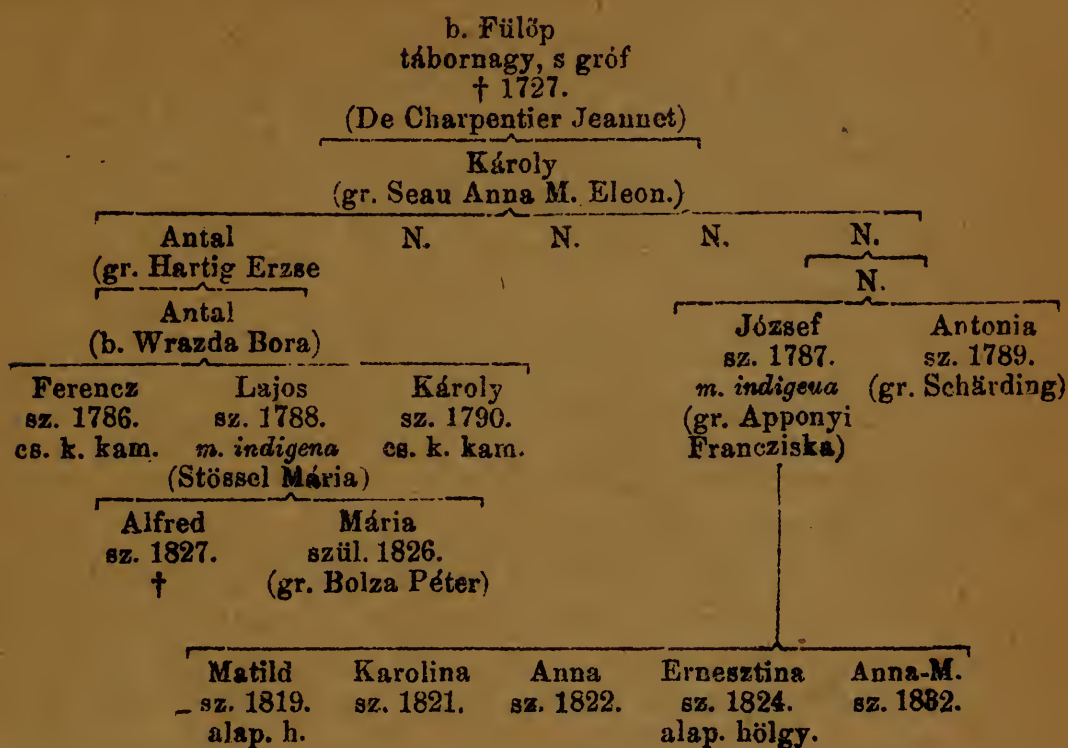 b. Fülöp
tábornagy, s gróf
† 1727.
(De Charpentier Jeannet)
Károly
(gr. Seau Anna M. Eleon.)
Antal N. N. N. N.
(gr. Hartig Erzse
N.
Antal
(b. Wrazda Bora)
József Antonia
sz. 1787. sz. 1789.
m. indigena (gr. Schärding)
(gr. Apponyi
Francziska)
Ferencz Lajos Károly
sz. 1786. sz. 1788. sz. 1790.
cs. k. kam. m. indigena cs. k. kam.
(Stössel Mária)
Alfred Mária
sz. 1827. szül. 1826.
† (gr. Bolza Péter)
Matild Karolina Anna Ernesztina Anna-M.
sz. 1819. sz. 1821. sz. 1822. sz. 1824. sz. 1832.
alap. h. alap. hölgy.